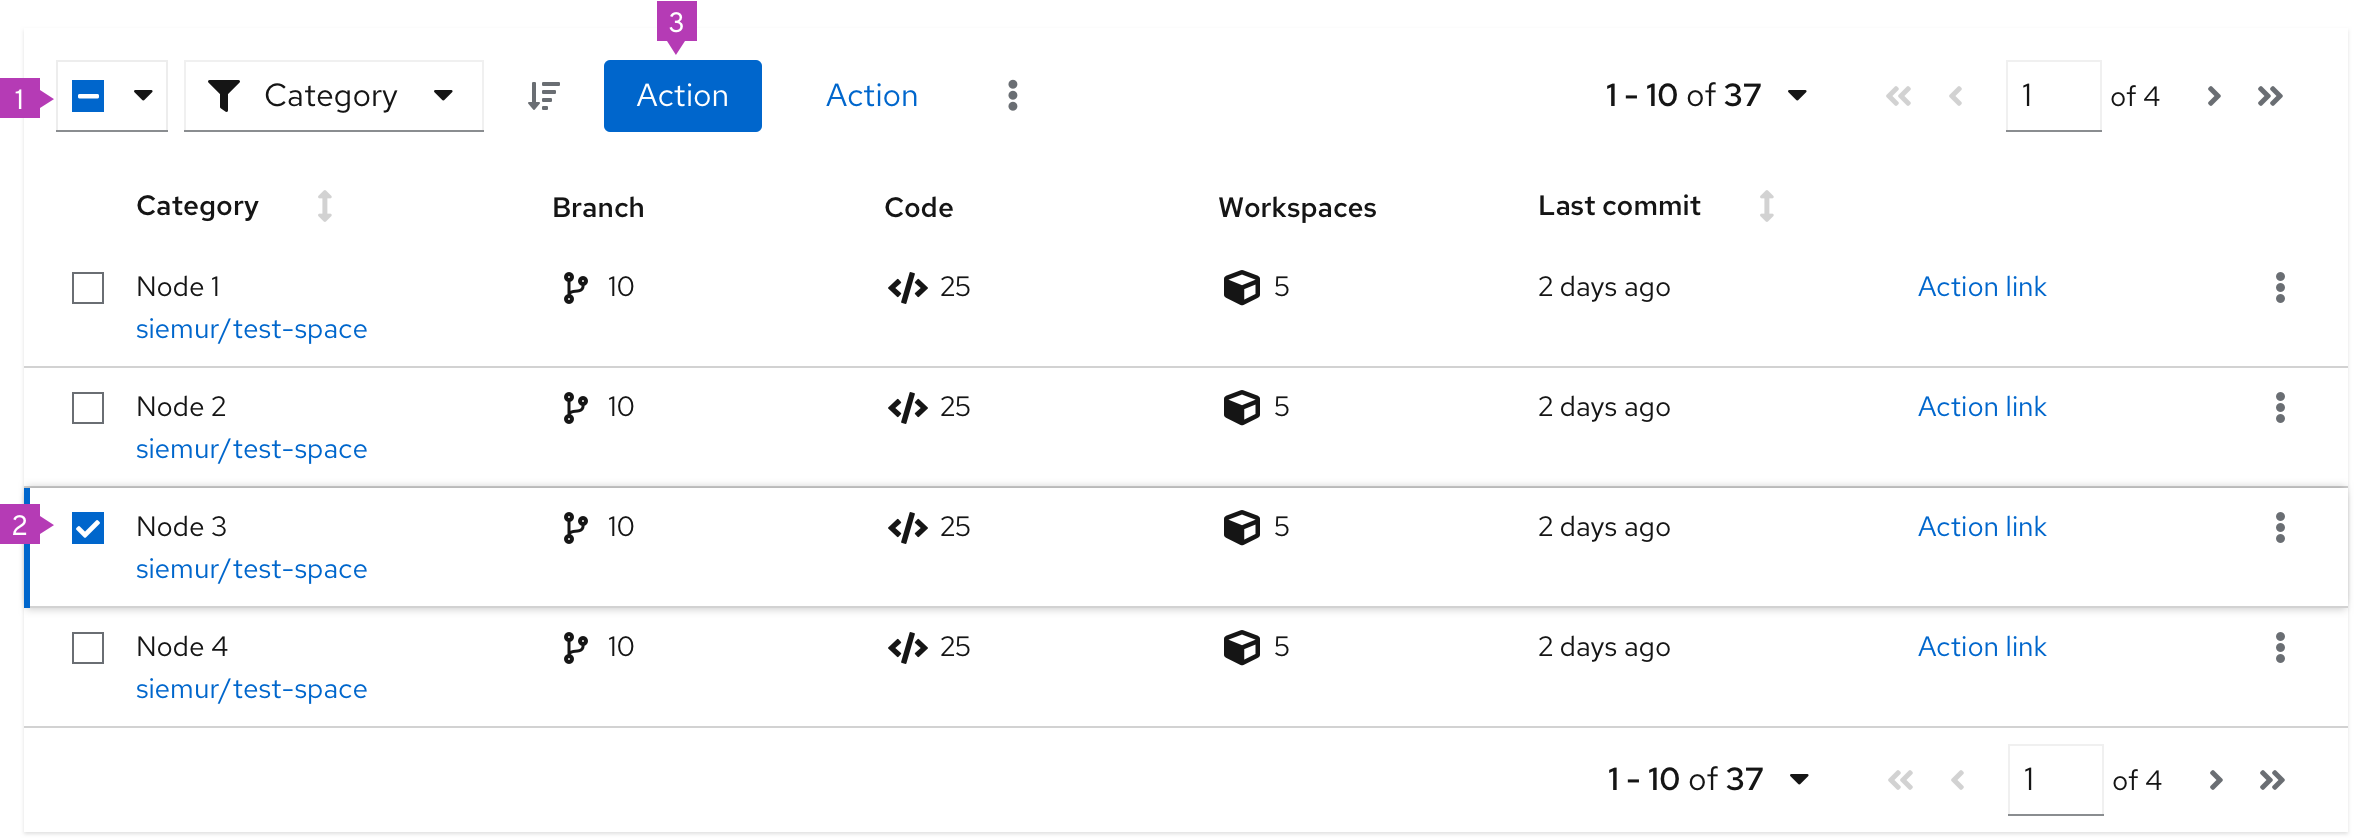 3
1 Category Action Action 1 - 10 of 37 1 of 4
Category Branch Code Workspaces Last commit
Node 1 10 25 5 2 days ago Action link
siemur/test-space
Node 2 10 25 5 2 days ago Action link
siemur/test-space
2 Node 3 10 25 5 2 days ago Action link
siemur/test-space
Node 4 10 25 5 2 days ago Action link
siemur/test-space
1 - 10 of 37 1 of 4